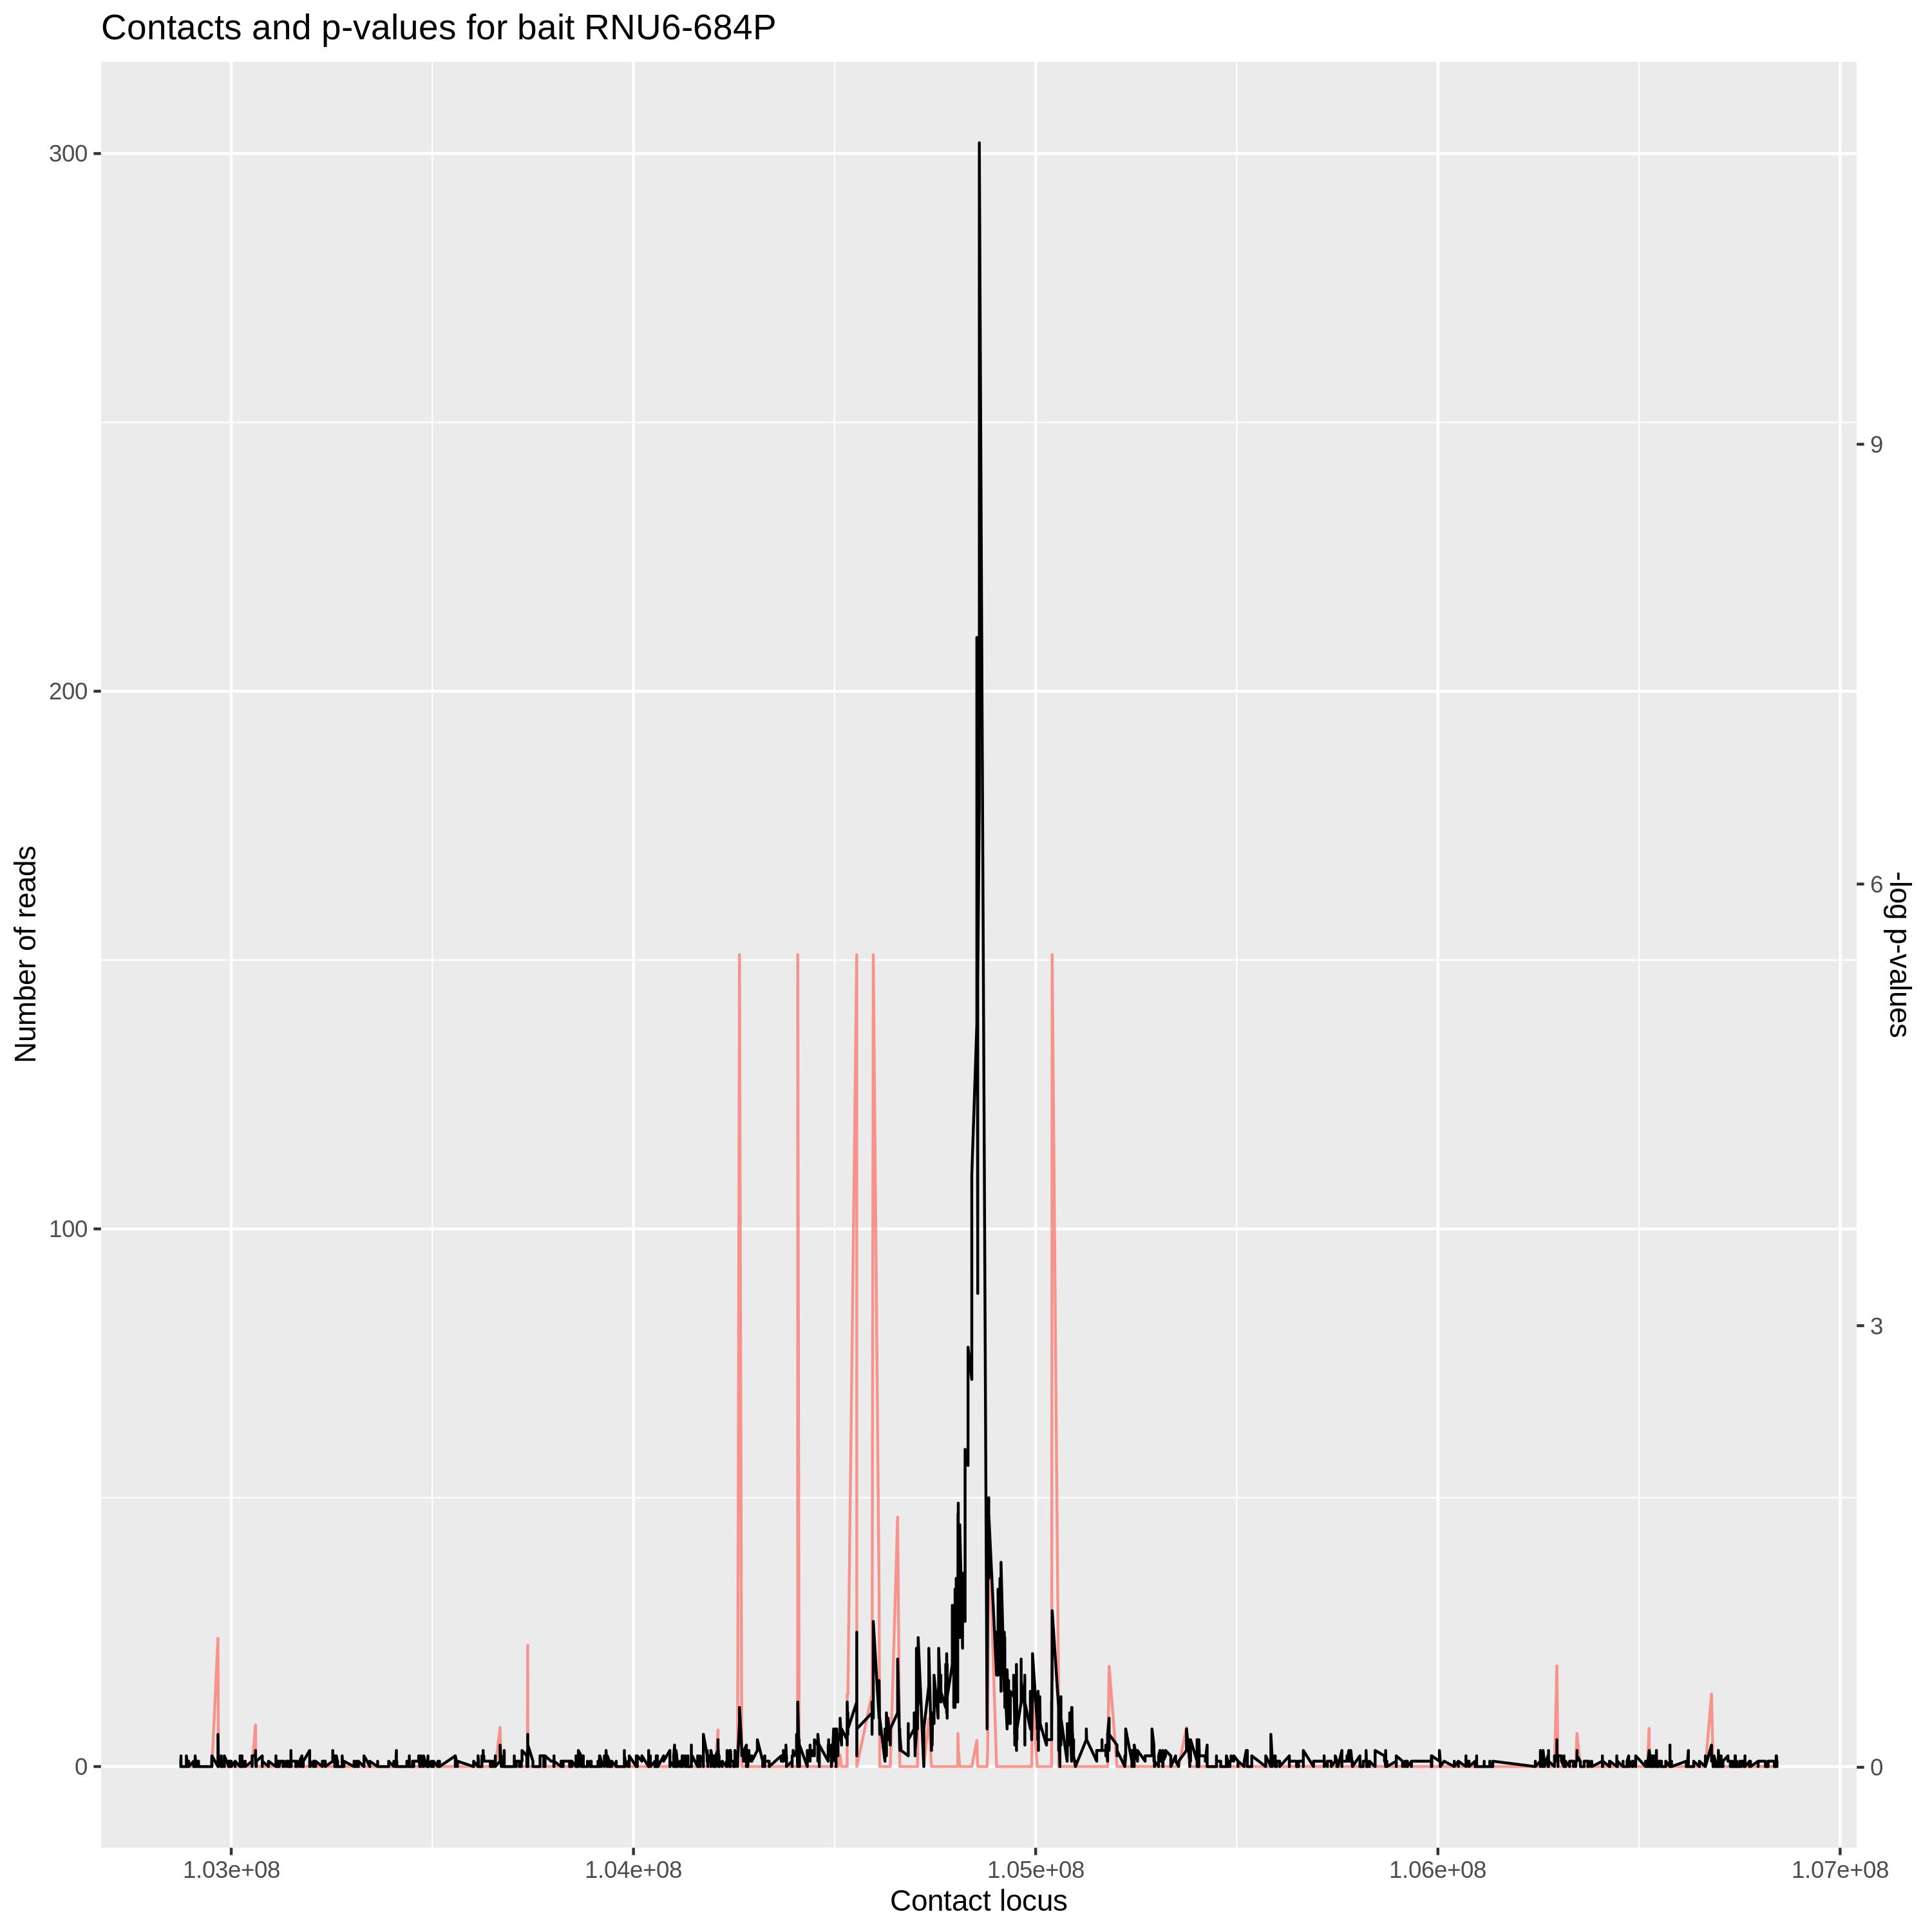 Contacts and p-values for bait RNU6-684P
300
200
100
0
Number of reads
9
6
3
0
-log p-values
1.03e+08
1.04e+08
1.05e+08
1.06e+08
1.07e+08
Contact locus